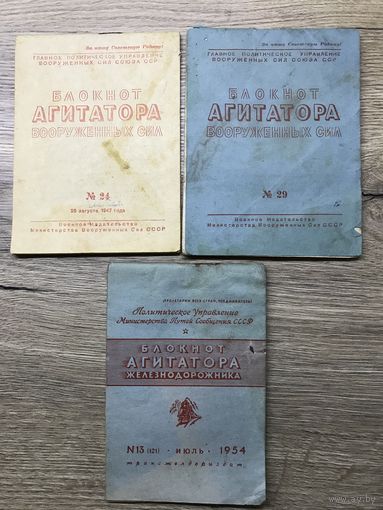 За нашу Советскую Родину!
ГЛАВНОЕ ПОЛИТИЧЕСКОЕ УПРАВЛЕНИЕ
ВООРУЖЕННЫХ СИЛ СОЮЗА ССР
БЛОКНОТ
АГИТАТОРА
ВООРУЖЕННЫХ СИЛ
№ 24
25 августа 1947 года
Военное Издательство
Министерства Вооруженных Сил СССР
За нашу Советскую Родину!
ГЛАВНОЕ ПОЛИТИЧЕСКОЕ УПРАВЛЕНИЕ
ВООРУЖЕННЫХ СИЛ СОЮЗА ССР
БЛОКНОТ
АГИТАТОРА
ВООРУЖЕННЫХ СИЛ
№ 29
Военное Издательство
Министерства Вооруженных Сил СССР
ПРОЛЕТАРИИ ВСЕХ СТРАН, СОЕДИНЯЙТЕСЬ!
Политическое Управление
Министерства Путей Сообщения СССР
БЛОКНОТ
АГИТАТОРА
ЖЕЛЕЗНОДОРОЖНИКА
N13 (121) • ИЮЛЬ • 1954
трансжелдориздат
www.ay.by